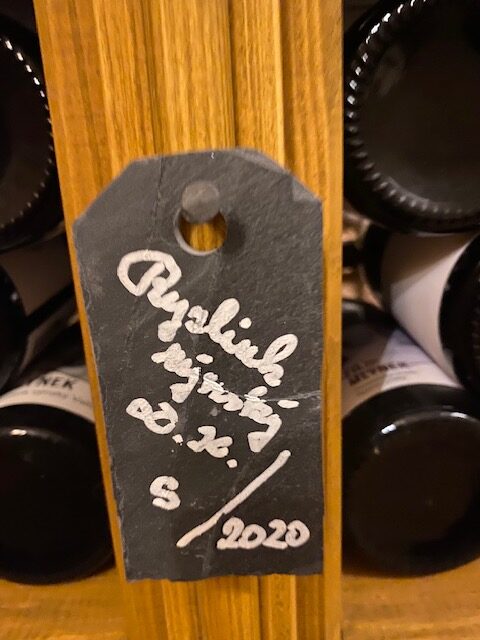 Ryzlink
rýnský
D.K.
S / 2020